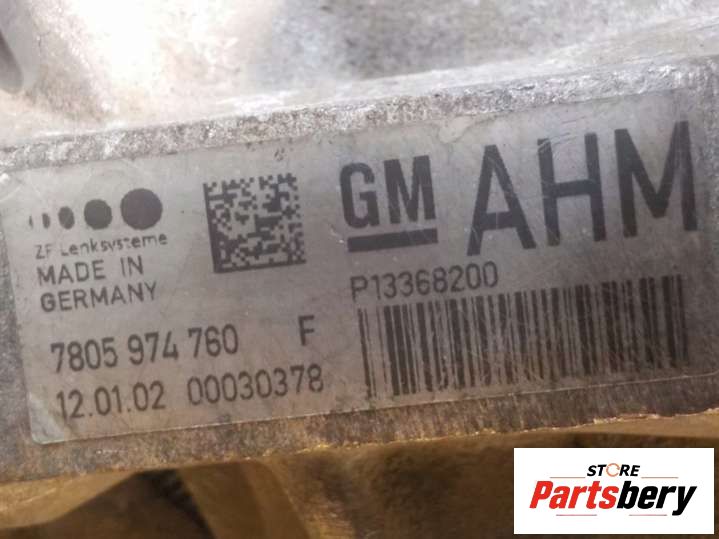 ZF Lenksysteme
MADE IN
GERMANY
7805 974 760 F
12.01.02 00030378
GM
AHM
P13368200
STORE
Partsbery